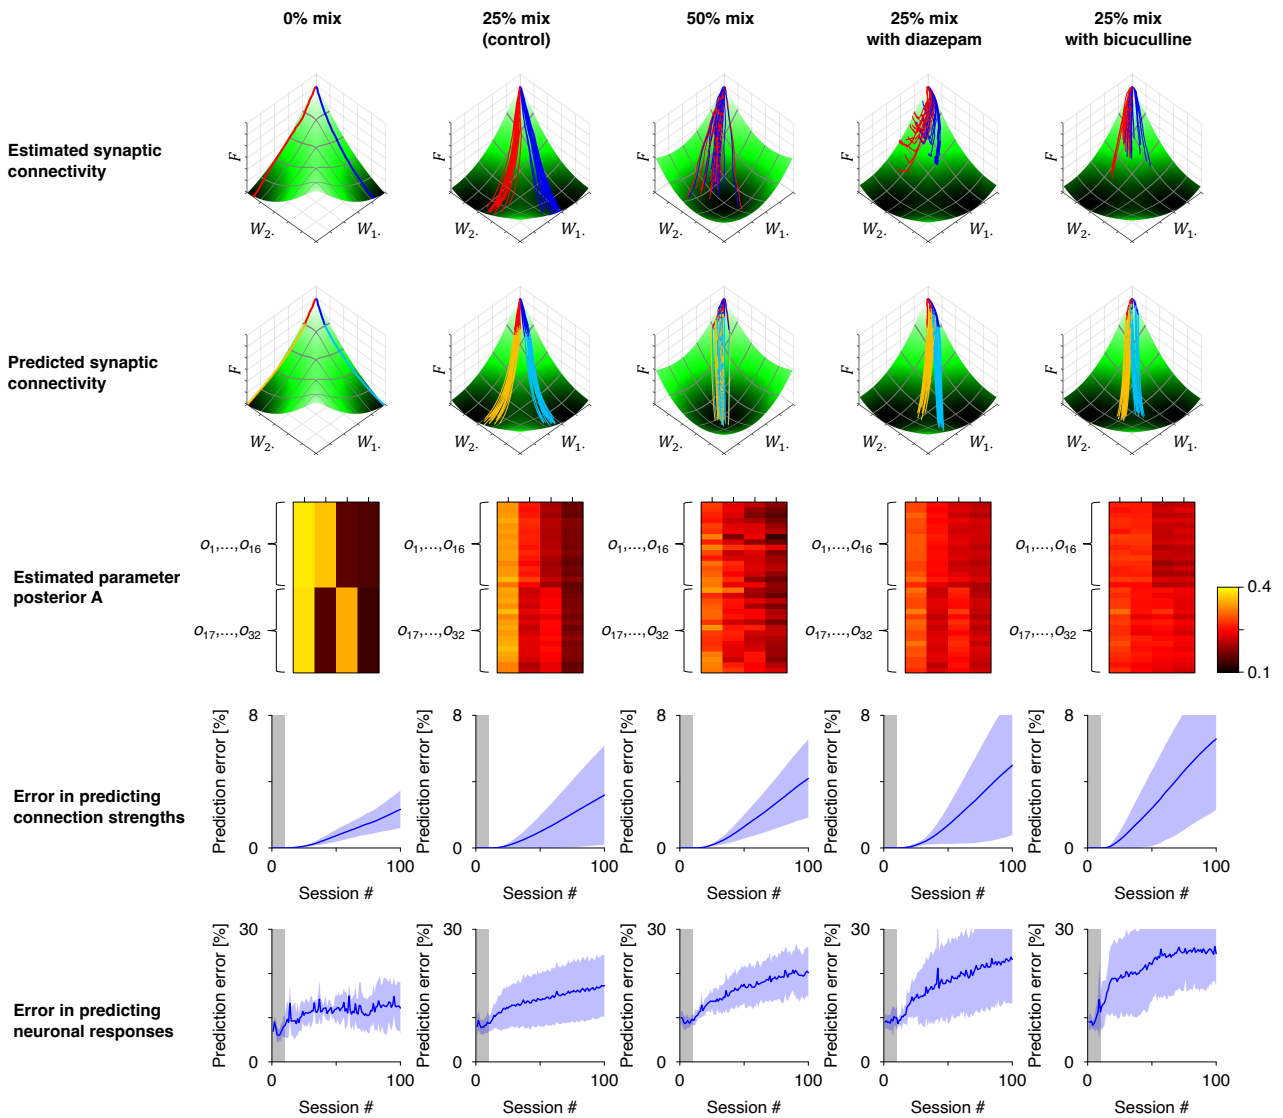 0% mix
25% mix
(control)
50% mix
25% mix
with diazepam
25% mix
with bicuculline
Estimated synaptic
connectivity
F W₂. W₁.
F W₂. W₁.
F W₂. W₁.
F W₂. W₁.
F W₂. W₁.
Predicted synaptic
connectivity
F W₂. W₁.
F W₂. W₁.
F W₂. W₁.
F W₂. W₁.
F W₂. W₁.
Estimated parameter
posterior A
o₁,...,o₁₆
o₁₇,...,o₃₂
o₁,...,o₁₆
o₁₇,...,o₃₂
o₁,...,o₁₆
o₁₇,...,o₃₂
o₁,...,o₁₆
o₁₇,...,o₃₂
o₁,...,o₁₆
o₁₇,...,o₃₂
0.4
0.1
Error in predicting
connection strengths
Prediction error [%]
8
0
0 100
Session #
Prediction error [%]
8
0
0 100
Session #
Prediction error [%]
8
0
0 100
Session #
Prediction error [%]
8
0
0 100
Session #
Prediction error [%]
8
0
0 100
Session #
Error in predicting
neuronal responses
Prediction error [%]
30
0
0 100
Session #
Prediction error [%]
30
0
0 100
Session #
Prediction error [%]
30
0
0 100
Session #
Prediction error [%]
30
0
0 100
Session #
Prediction error [%]
30
0
0 100
Session #